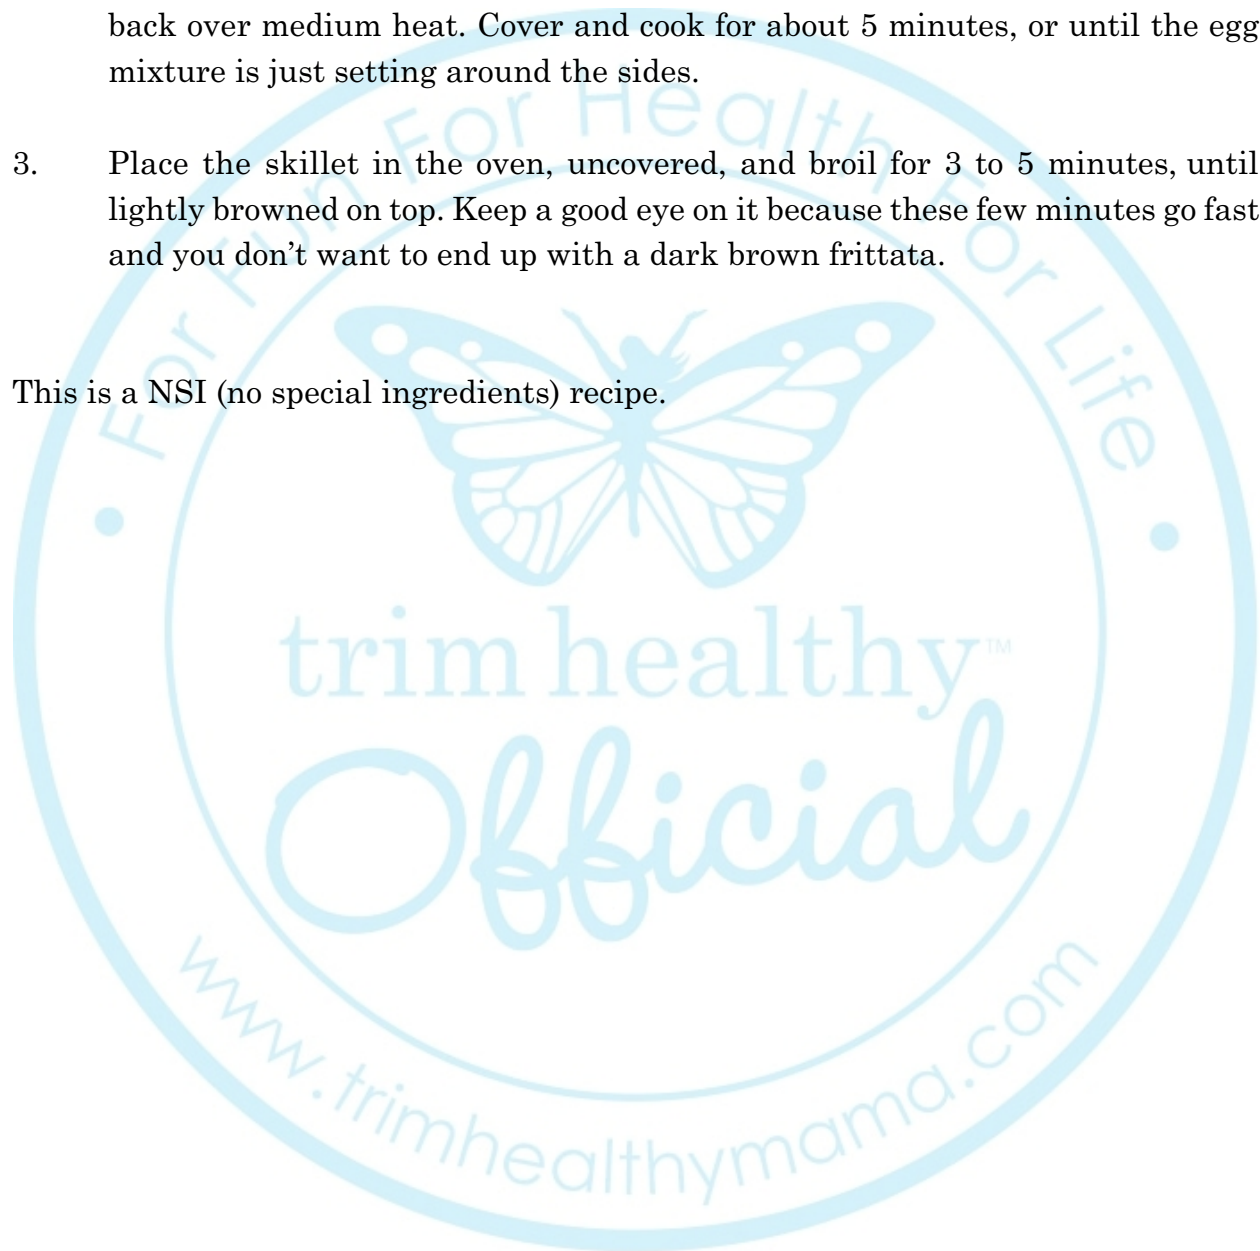 back over medium heat. Cover and cook for about 5 minutes, or until the egg
mixture is just setting around the sides.
3. Place the skillet in the oven, uncovered, and broil for 3 to 5 minutes, until
lightly browned on top. Keep a good eye on it because these few minutes go fast
and you don’t want to end up with a dark brown frittata.
This is a NSI (no special ingredients) recipe.
• For Fun For Health For Life •
trim healthy™
Official
www.trimhealthymama.com